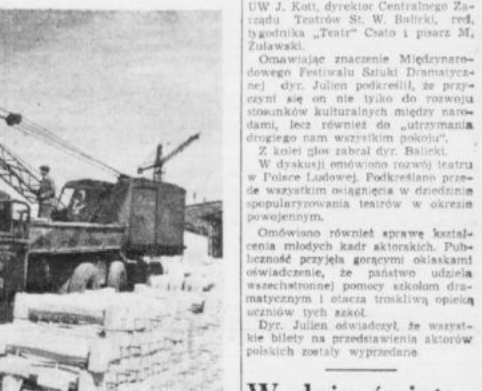 UW J. Kott, dyrektor Centralnego Za-
rządu Teatrów St. W. Balicki, red.
tygodnika „Teatr” Csato i pisarz M.
Żuławski.
Omawiając znaczenie Międzynaro-
dowego Festiwalu Sztuki Dramatycz-
nej dyr. Julien podkreślił, że przy-
czyni się on nie tylko do rozwoju
stosunków kulturalnych między naro-
dami, lecz również do „utrzymania
drogiego nam wszystkim pokoju”.
Z kolei głos zabrał dyr. Balicki.
W dyskusji omówiono rozwój teatru
w Polsce Ludowej. Podkreślano prze-
de wszystkim osiągnięcia w dziedzinie
spopularyzowania teatrów w okresie
powojennym.
Omówiono również sprawę kształ-
cenia młodych kadr aktorskich. Pub-
liczność przyjęła gorącymi oklaskami
oświadczenie, że państwo udziela
wszechstronnej pomocy szkołom dra-
matycznym i otacza troskliwą opieką
uczniów tych szkół.
Dyr. Julien oświadczył, że wszyst-
kie bilety na przedstawienia aktorów
polskich zostały wyprzedane